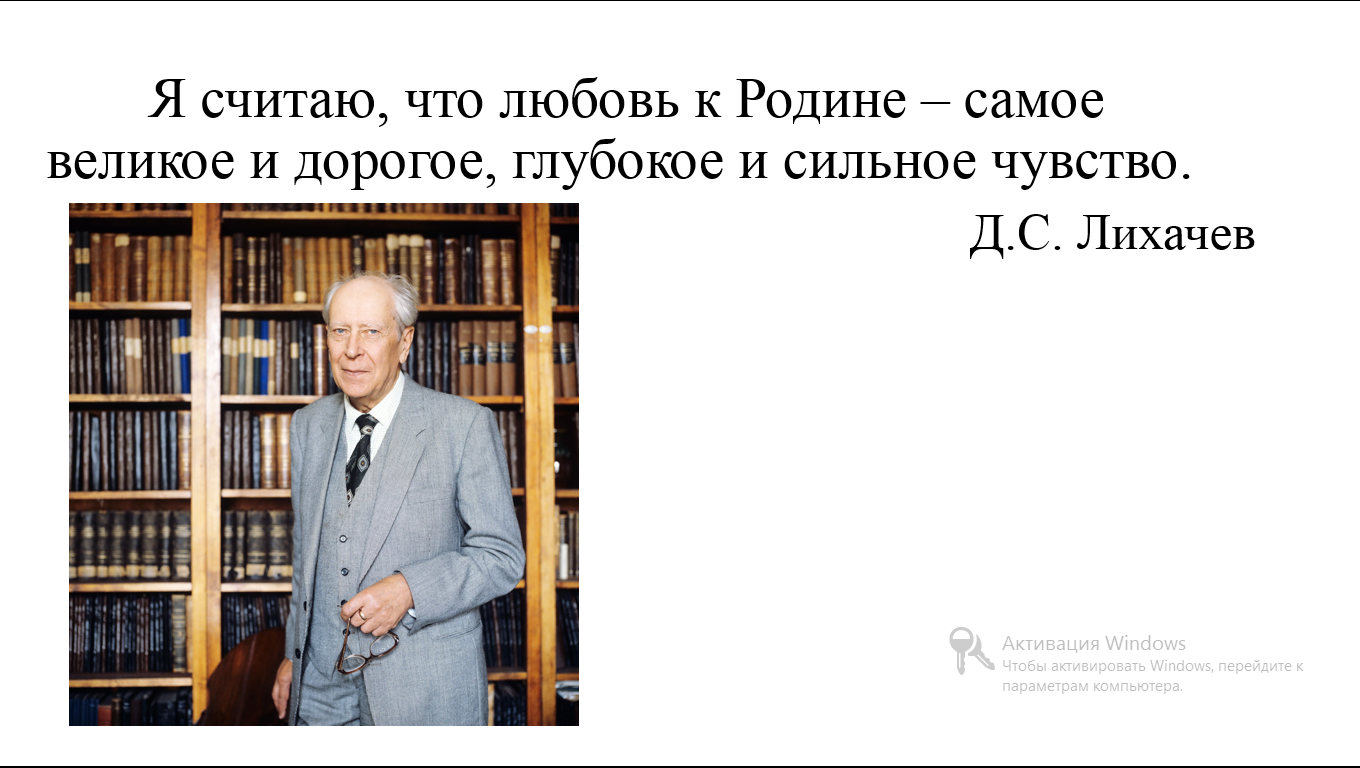 Я считаю, что любовь к Родине – самое
великое и дорогое, глубокое и сильное чувство.
Д.С. Лихачев
Активация Windows
Чтобы активировать Windows, перейдите к
параметрам компьютера.